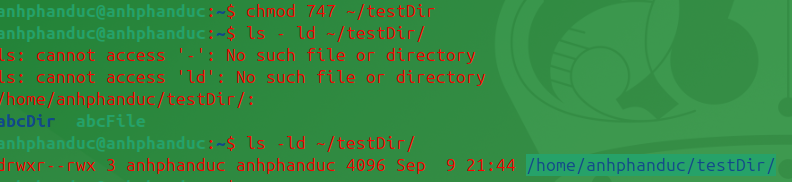 anhphanduc@anhphanduc:~$ chmod 747 ~/testDir
anhphanduc@anhphanduc:~$ ls - ld ~/testDir/
ls: cannot access '-': No such file or directory
ls: cannot access 'ld': No such file or directory
/home/anhphanduc/testDir/:
abcDir abcFile
anhphanduc@anhphanduc:~$ ls -ld ~/testDir/
drwxr--rwx 3 anhphanduc anhphanduc 4096 Sep 9 21:44 /home/anhphanduc/testDir/